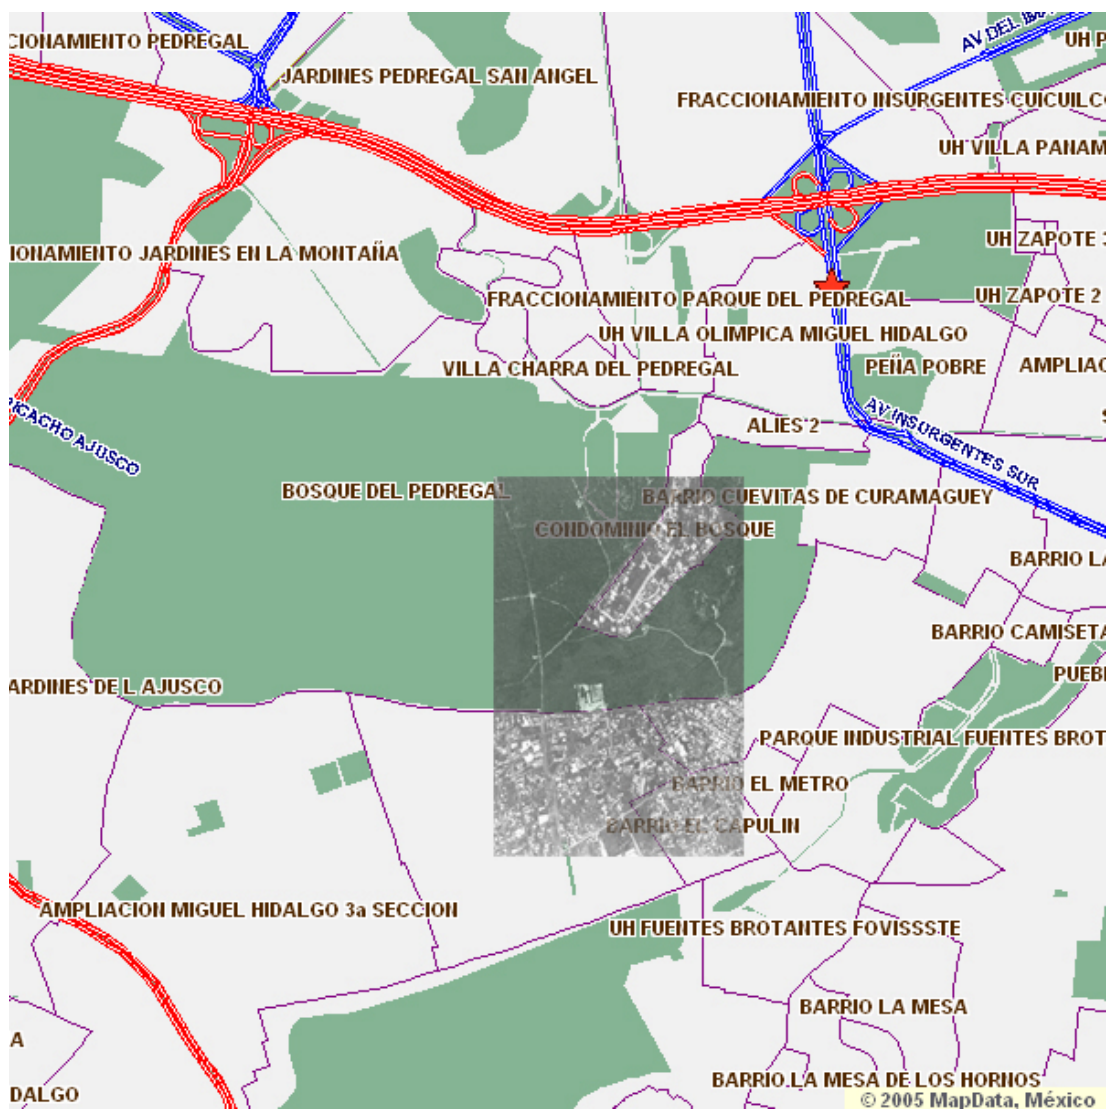 CIONAMIENTO PEDREGAL
AV DEL IMA
UH P
JARDINES PEDREGAL SAN ANGEL
FRACCIONAMIENTO INSURGENTES CUICUILCO
UH VILLA PANAM
UH ZAPOTE 3
IONAMIENTO JARDINES EN LA MONTAÑA
FRACCIONAMIENTO PARQUE DEL PEDREGAL
UH ZAPOTE 2
UH VILLA OLIMPICA MIGUEL HIDALGO
VILLA CHARRA DEL PEDREGAL
PEÑA POBRE
AMPLIAC
RICACHO AJUSCO
AV INSURGENTES SUR
ALIES 2
S
BOSQUE DEL PEDREGAL
BARRIO CUEVITAS DE CURAMAGUEY
CONDOMINIO EL BOSQUE
BARRIO LA
BARRIO CAMISETA
ARDINES DE L AJUSCO
PUEBL
PARQUE INDUSTRIAL FUENTES BROT
BARRIO EL METRO
BARRIO EL CAPULIN
AMPLIACION MIGUEL HIDALGO 3a SECCION
UH FUENTES BROTANTES FOVISSSTE
BARRIO LA MESA
A
BARRIO LA MESA DE LOS HORNOS
DALGO
© 2005 MapData, México